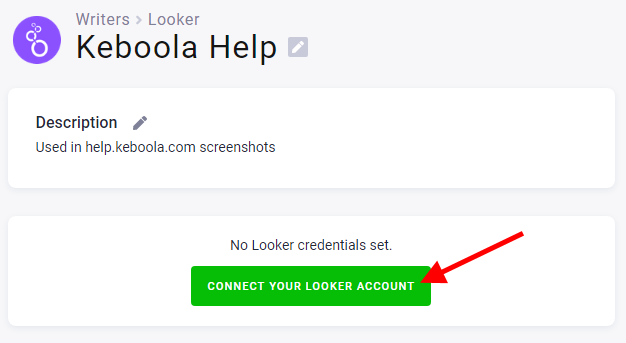 Writers > Looker
Keboola Help
Description
Used in help.keboola.com screenshots
No Looker credentials set.
CONNECT YOUR LOOKER ACCOUNT